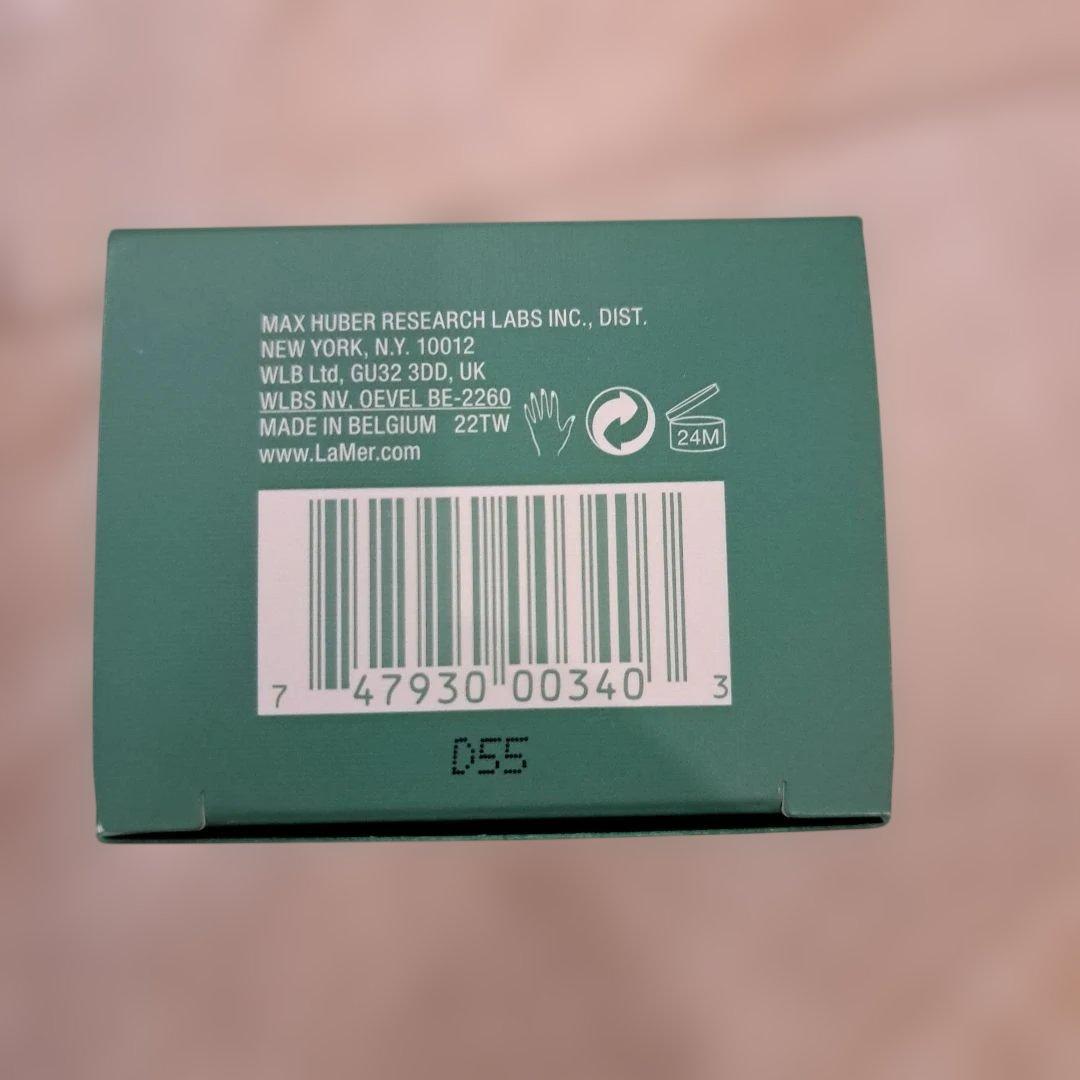 MAX HUBER RESEARCH LABS INC., DIST.
NEW YORK, N.Y. 10012
WLB Ltd, GU32 3DD, UK
WLBS NV, OEVEL BE-2260
MADE IN BELGIUM 22TW
www.LaMer.com
24M
7 47930 00340 3
D55